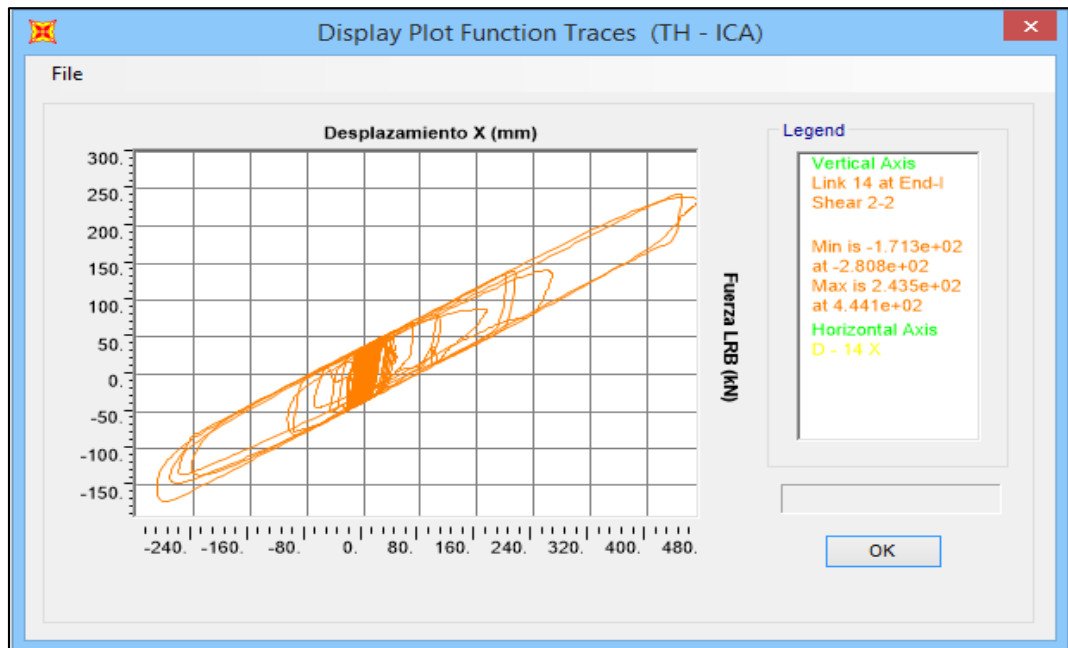 Display Plot Function Traces (TH - ICA)
File
Desplazamiento X (mm)
300.
250.
200.
150.
100.
50.
0.
-50.
-100.
-150.
-240. -160. -80. 0. 80. 160. 240. 320. 400. 480.
Fuerza LRB (kN)
Legend
Vertical Axis
Link 14 at End-I
Shear 2-2
Min is -1.713e+02
at -2.808e+02
Max is 2.435e+02
at 4.441e+02
Horizontal Axis
D - 14 X
OK